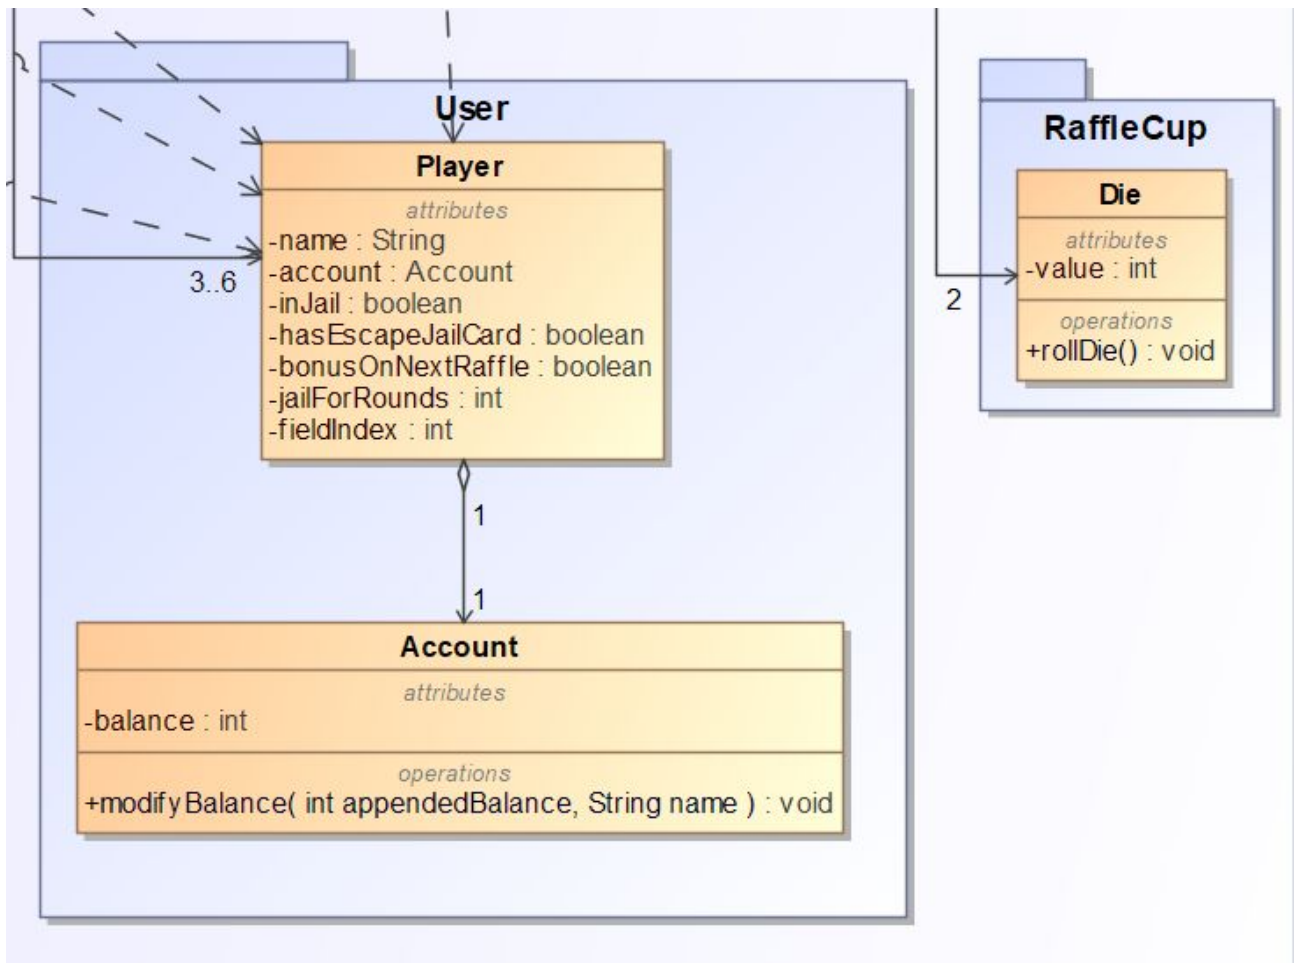 User
Player
attributes
-name : String
-account : Account
-inJail : boolean
-hasEscapeJailCard : boolean
-bonusOnNextRaffle : boolean
-jailForRounds : int
-fieldIndex : int
3..6
1
1
Account
attributes
-balance : int
operations
+modifyBalance( int appendedBalance, String name ) : void
RaffleCup
Die
attributes
-value : int
operations
+rollDie() : void
2